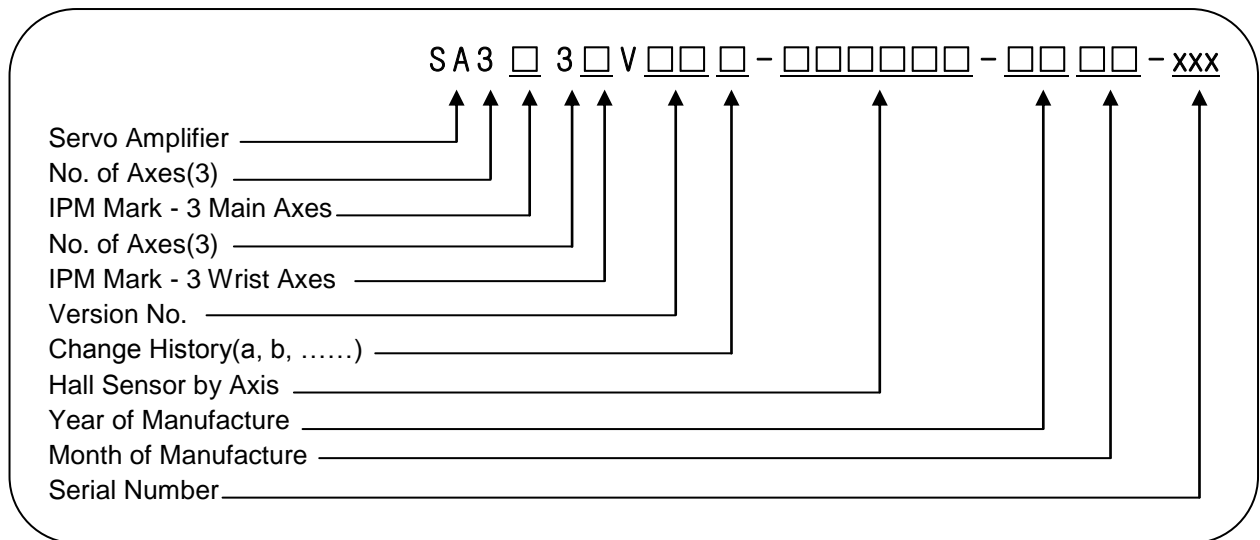 SA3 □ 3□V□□ □-□□□□□□-□□ □□-xxx
Servo Amplifier
No. of Axes(3)
IPM Mark - 3 Main Axes
No. of Axes(3)
IPM Mark - 3 Wrist Axes
Version No.
Change History(a, b, ……)
Hall Sensor by Axis
Year of Manufacture
Month of Manufacture
Serial Number